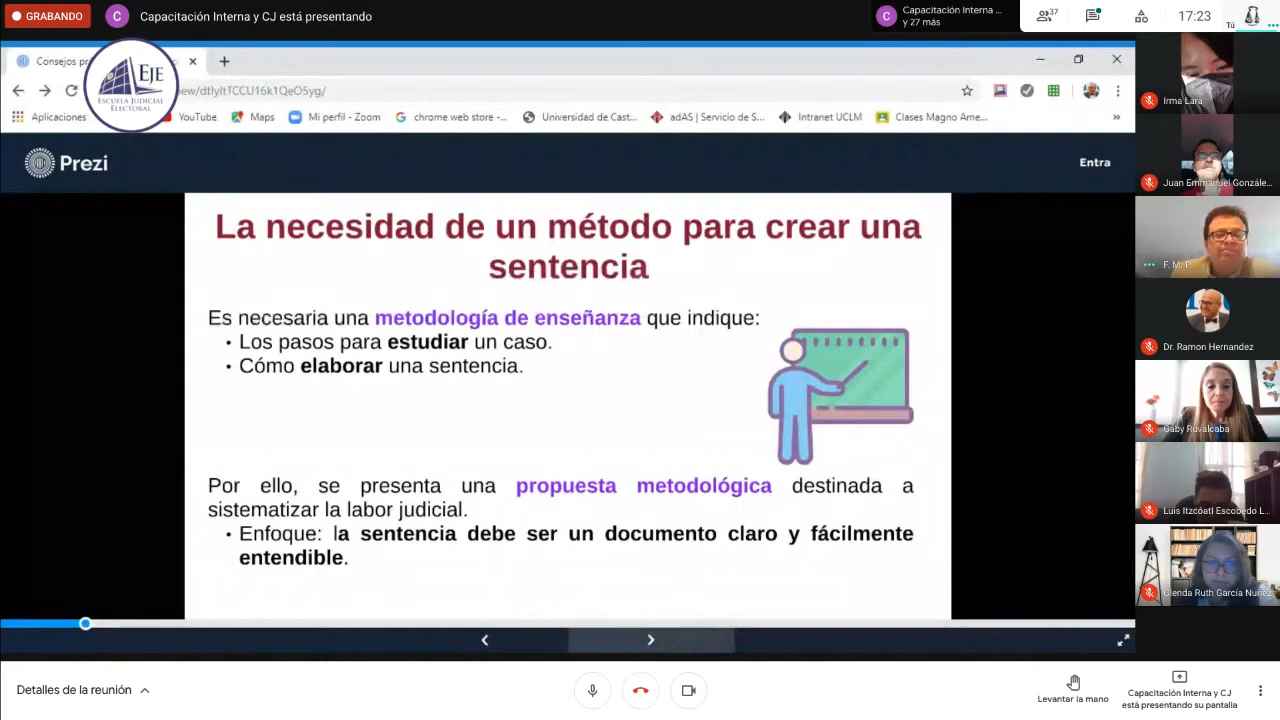 GRABANDO
C
Capacitación Interna y CJ está presentando
C
Capacitación Interna ...
y 27 más
37
17:23
Tú
Consejos pr
EJE
ESCUELA JUDICIAL
ELECTORAL
ew/dtlyltTCCU16k1QeO5yg/
Aplicaciones
YouTube
Maps
Mi perfil - Zoom
chrome web store -...
Universidad de Cast...
adAS | Servicio de S...
Intranet UCLM
Clases Magno Ame...
»
Prezi
Entra
La necesidad de un método para crear una
sentencia
Es necesaria una metodología de enseñanza que indique:
• Los pasos para estudiar un caso.
• Cómo elaborar una sentencia.
Por ello, se presenta una propuesta metodológica destinada a
sistematizar la labor judicial.
• Enfoque: la sentencia debe ser un documento claro y fácilmente
entendible.
Irma Lara
Juan Emmanuel Gonzále...
F. M. P.
Dr. Ramon Hernandez
Gaby Ruvalcaba
Luis Itzcóatl Escobedo L...
Glenda Ruth García Nuñez
Detalles de la reunión
Levantar la mano
Capacitación Interna y CJ
está presentando su pantalla